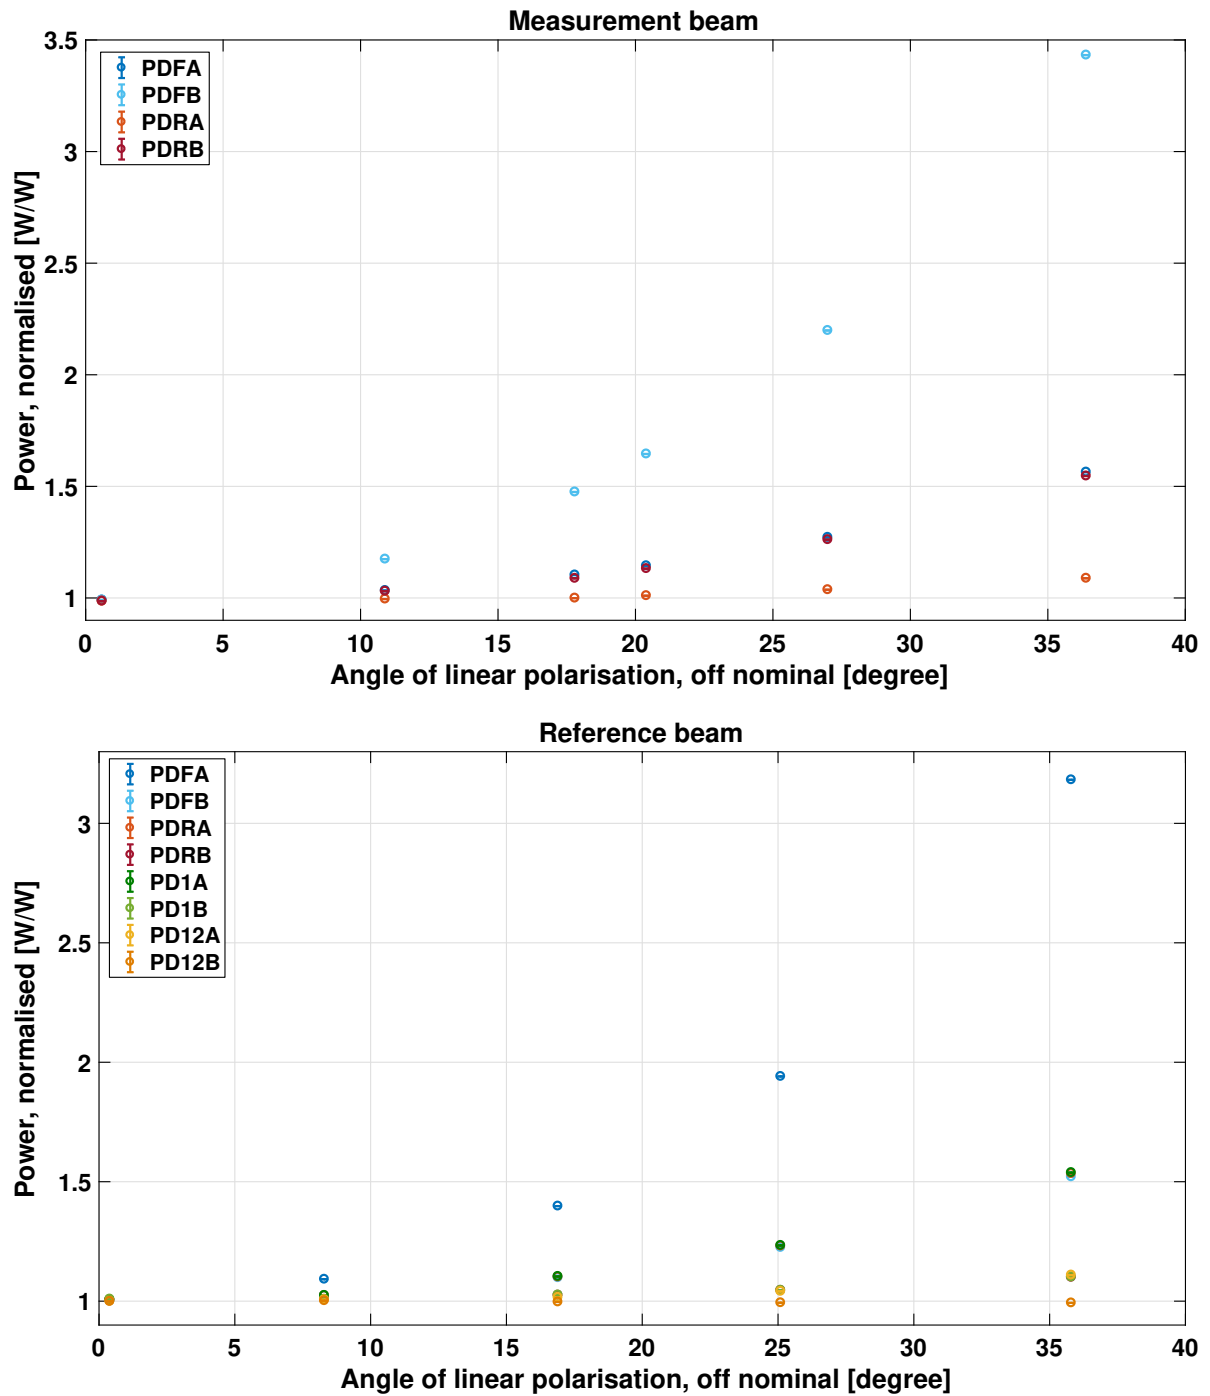 Measurement beam
3.5
3
2.5
2
1.5
1
Power, normalised [W/W]
PDFA
PDFB
PDRA
PDRB
0 5 10 15 20 25 30 35 40
Angle of linear polarisation, off nominal [degree]
Reference beam
3
2.5
2
1.5
1
Power, normalised [W/W]
PDFA
PDFB
PDRA
PDRB
PD1A
PD1B
PD12A
PD12B
0 5 10 15 20 25 30 35 40
Angle of linear polarisation, off nominal [degree]